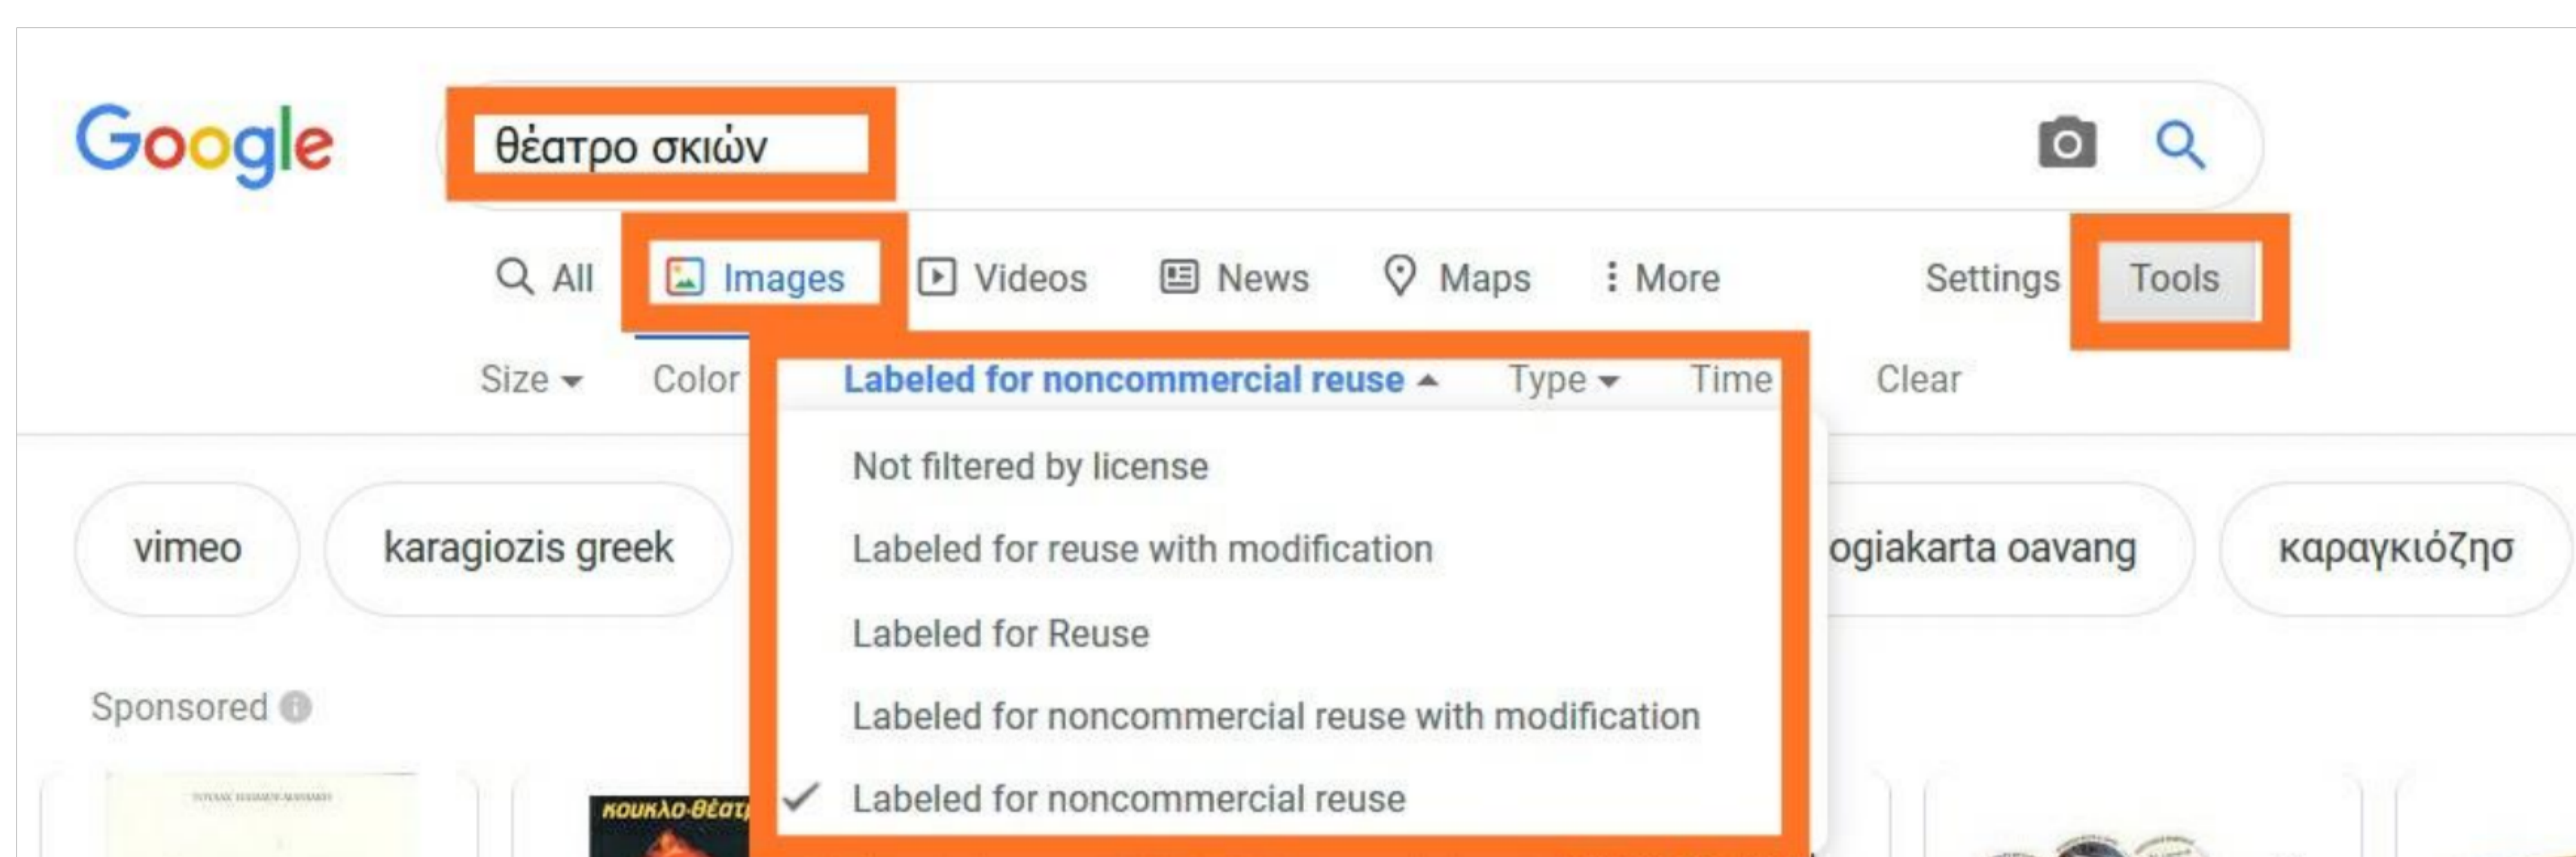 Google
θέατρο σκιών
All Images Videos News Maps More Settings Tools
Size Color Labeled for noncommercial reuse Type Time Clear
Not filtered by license
Labeled for reuse with modification
Labeled for Reuse
Labeled for noncommercial reuse with modification
Labeled for noncommercial reuse
vimeo karagiozis greek ogiakarta oavang καραγκιόζησ
Sponsored
κουκλο-θέατ